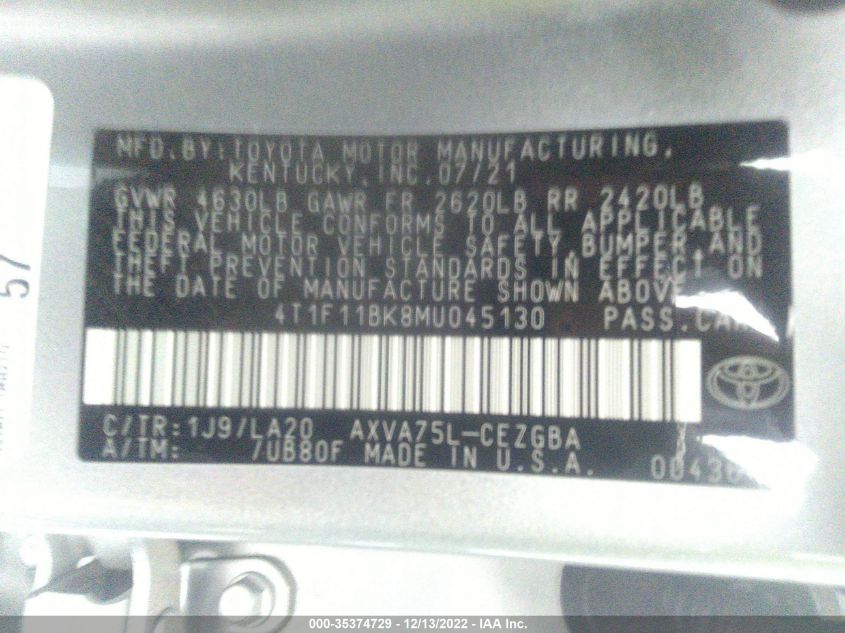 MFD.BY:TOYOTA MOTOR MANUFACTURING,
KENTUCKY,INC.07/21
GVWR 4630LB GAWR FR 2620LB RR 2420LB
THIS VEHICLE CONFORMS TO ALL APPLICABLE
FEDERAL MOTOR VEHICLE SAFETY,BUMPER,AND
THEFT PREVENTION STANDARDS IN EFFECT ON
THE DATE OF MANUFACTURE SHOWN ABOVE.
4T1F11BK8MU045130 PASS.CAR
C/TR:1J9/LA20 AXVA75L-CEZGBA
A/TM: /UB80F MADE IN U.S.A.
57
000-35374729 - 12/13/2022 - IAA Inc.